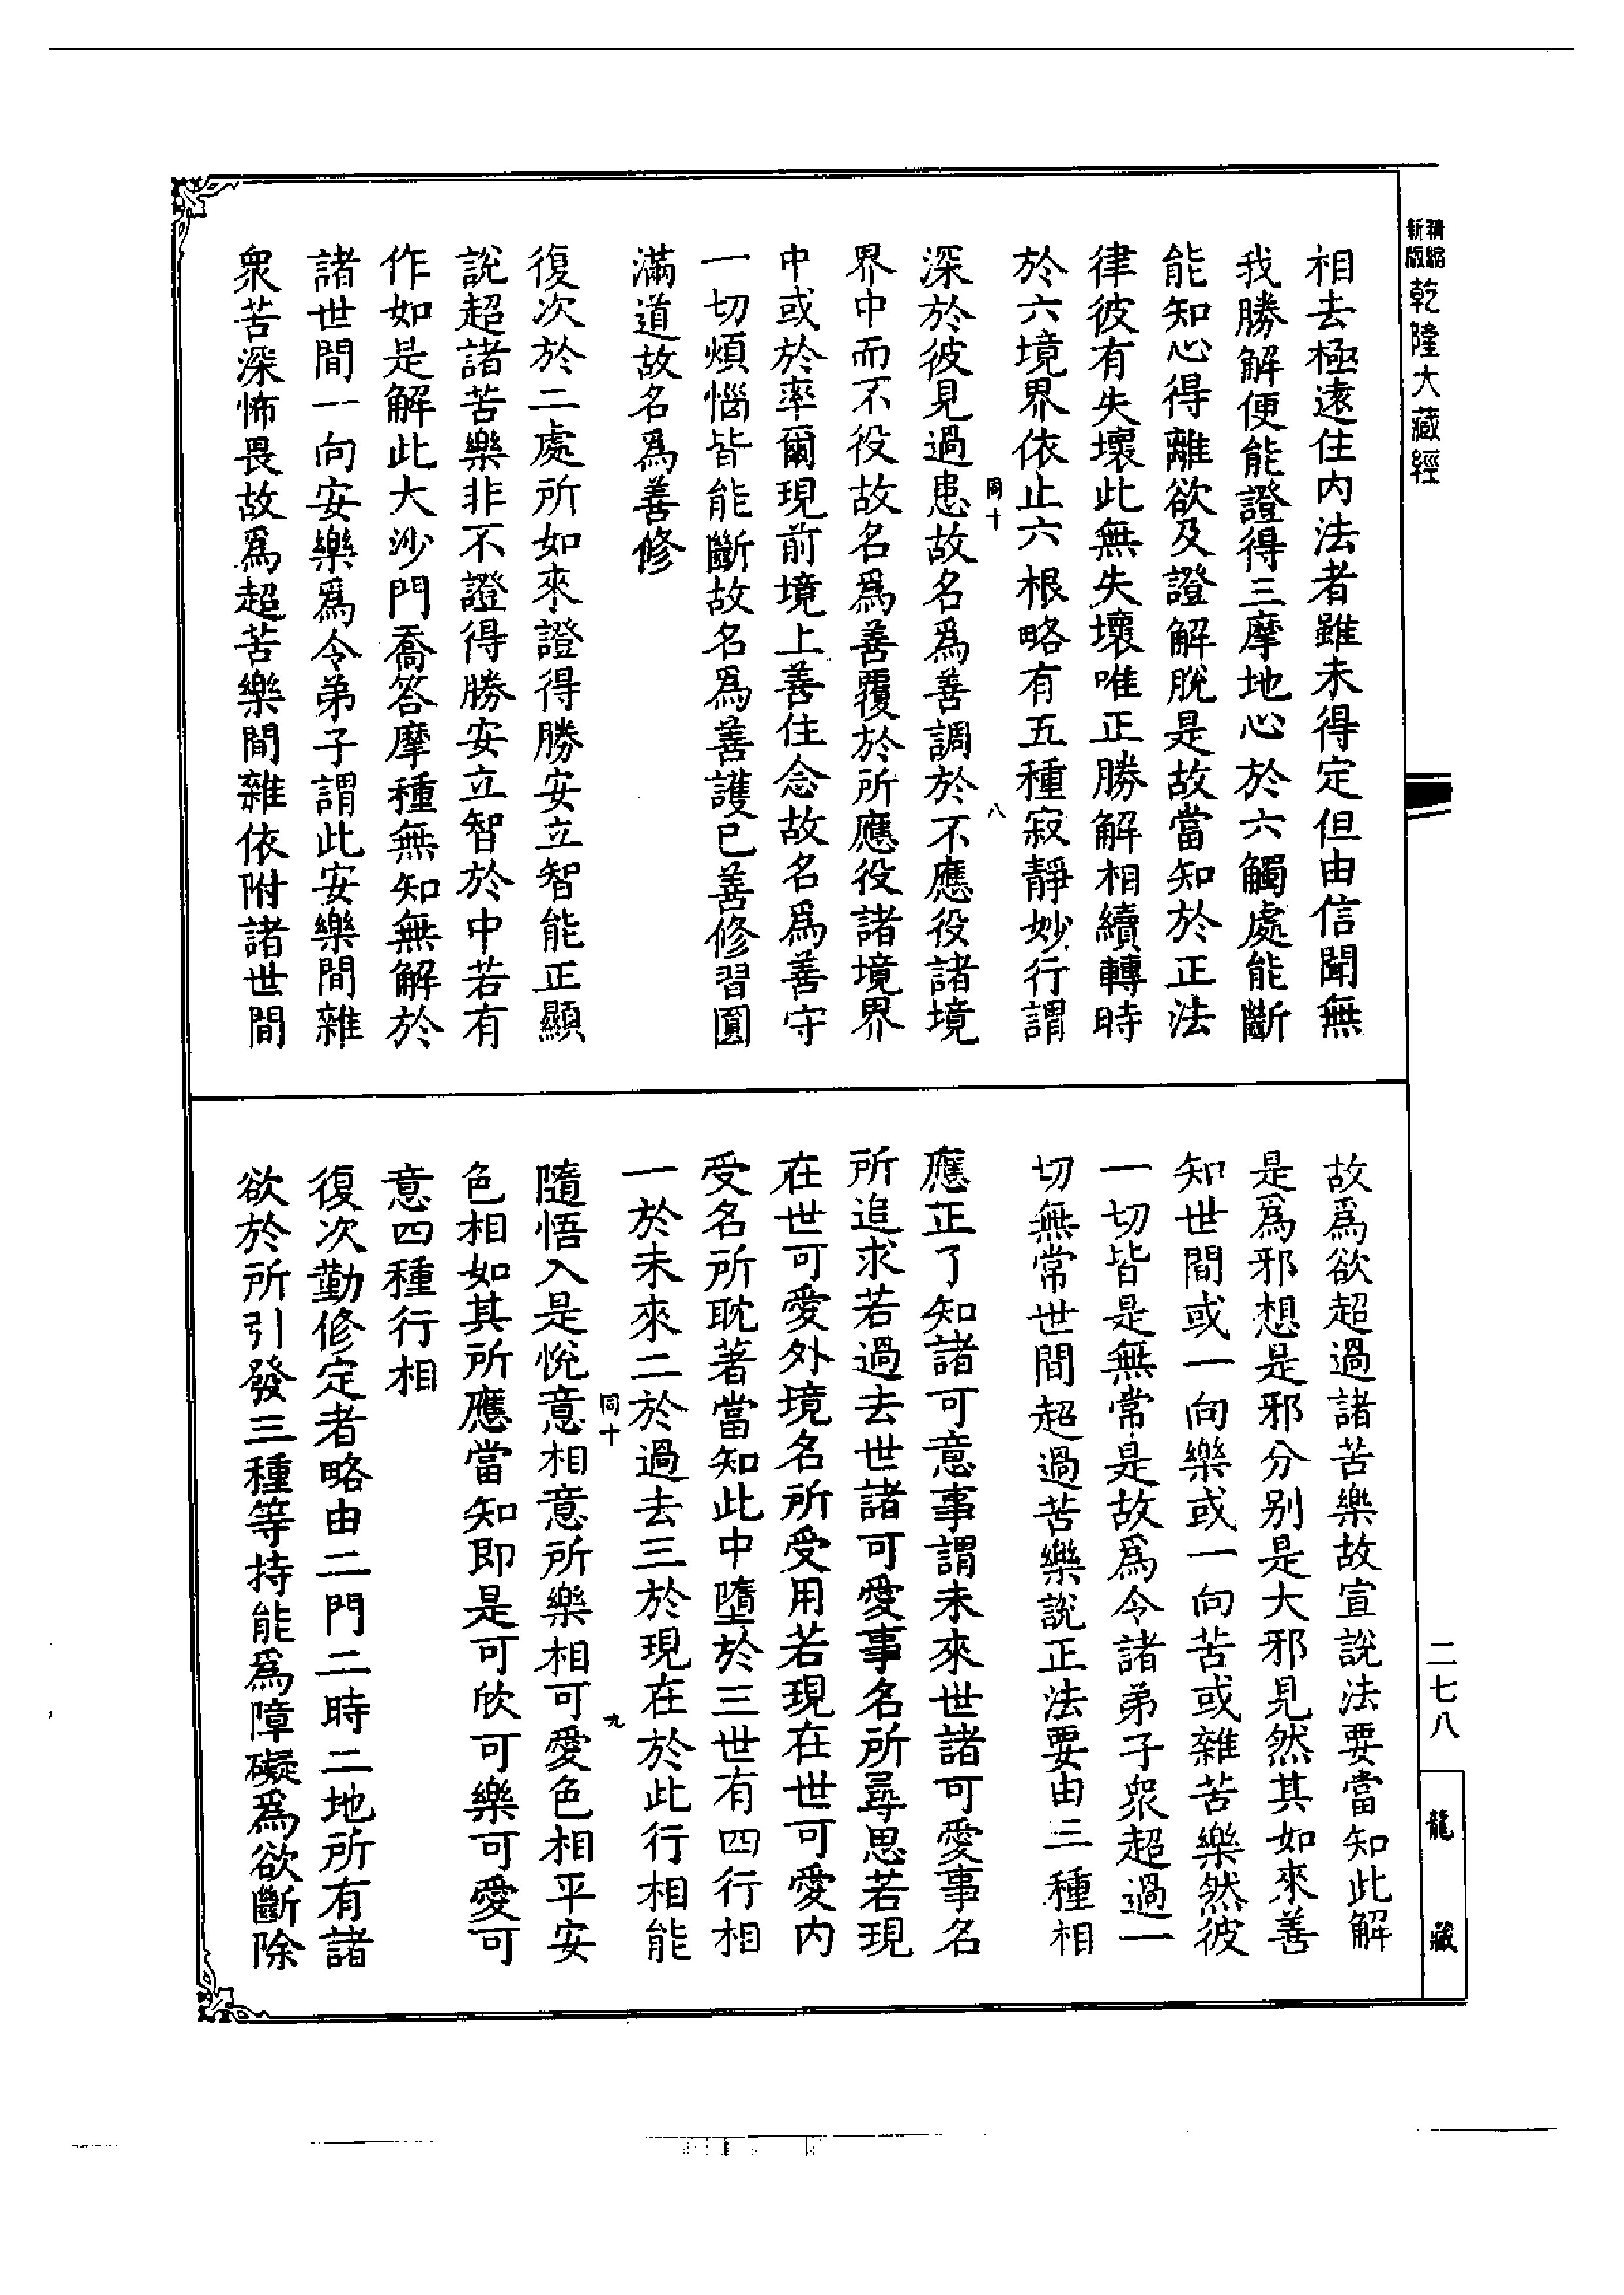 新版精縮乾隆大藏經
相去極遠住內法者雖未得定但由信聞無
我勝解便能證得三摩地心於六觸處能斷
能知心得離欲及證解脫是故當知於正法
律彼有失壞此無失壞唯正勝解相續轉時
於六境界依止六根略有五種寂靜妙行謂
同十 八
深於彼見過患故名爲善調於不應役諸境
界中而不役故名爲善覆於所應役諸境界
中或於率爾現前境上善住念故名爲善守
一切煩惱皆能斷故名爲善護已善修習圓
滿道故名爲善修
復次於二處所如來證得勝安立智能正顯
說超諸苦樂非不證得勝安立智於中若有
作如是解此大沙門喬答摩種無知無解於
諸世間一向安樂爲令弟子謂此安樂間雜
衆苦深怖畏故爲超苦樂間雜依附諸世間
故爲欲超過諸苦樂故宣說法要當知此解
是爲邪想是邪分别是大邪見然其如來善
知世間或一向樂或一向苦或雜苦樂然彼
一切皆是無常是故爲令諸弟子衆超過一
切無常世間超過苦樂說正法要由三種相
應正了知諸可意事謂未來世諸可愛事名
所追求若過去世諸可愛事名所尋思若現
在世可愛外境名所受用若現在世可愛內
受名所耽著當知此中墮於三世有四行相
一於未來二於過去三於現在於此行相能
同十 九
隨悟入是悅意相意所樂相可愛色相平安
色相如其所應當知即是可欣可樂可愛可
意四種行相
復次勤修定者略由二門二時二地所有諸
欲於所引發三種等持能爲障礙爲欲斷除
二七八
龍藏